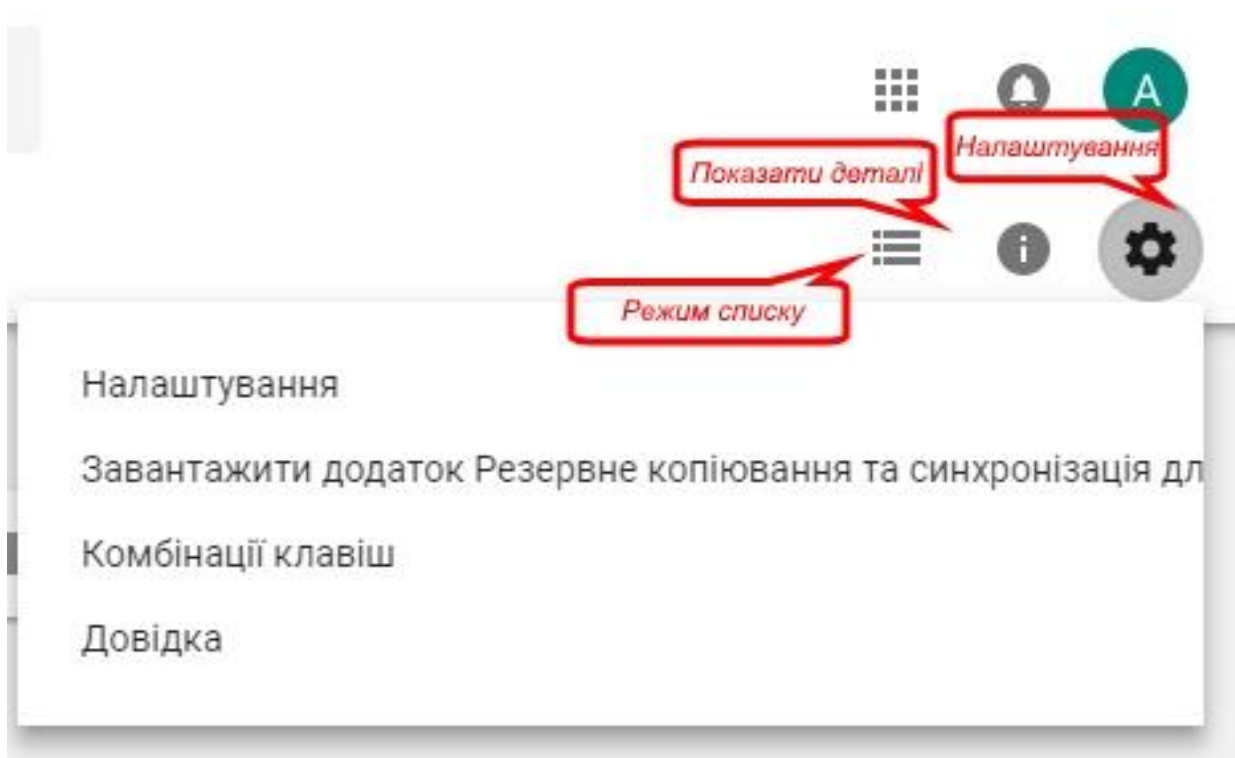 А
Налаштування
Показати деталі
Режим списку
Налаштування
Завантажити додаток Резервне копіювання та синхронізація дл
Комбінації клавіш
Довідка